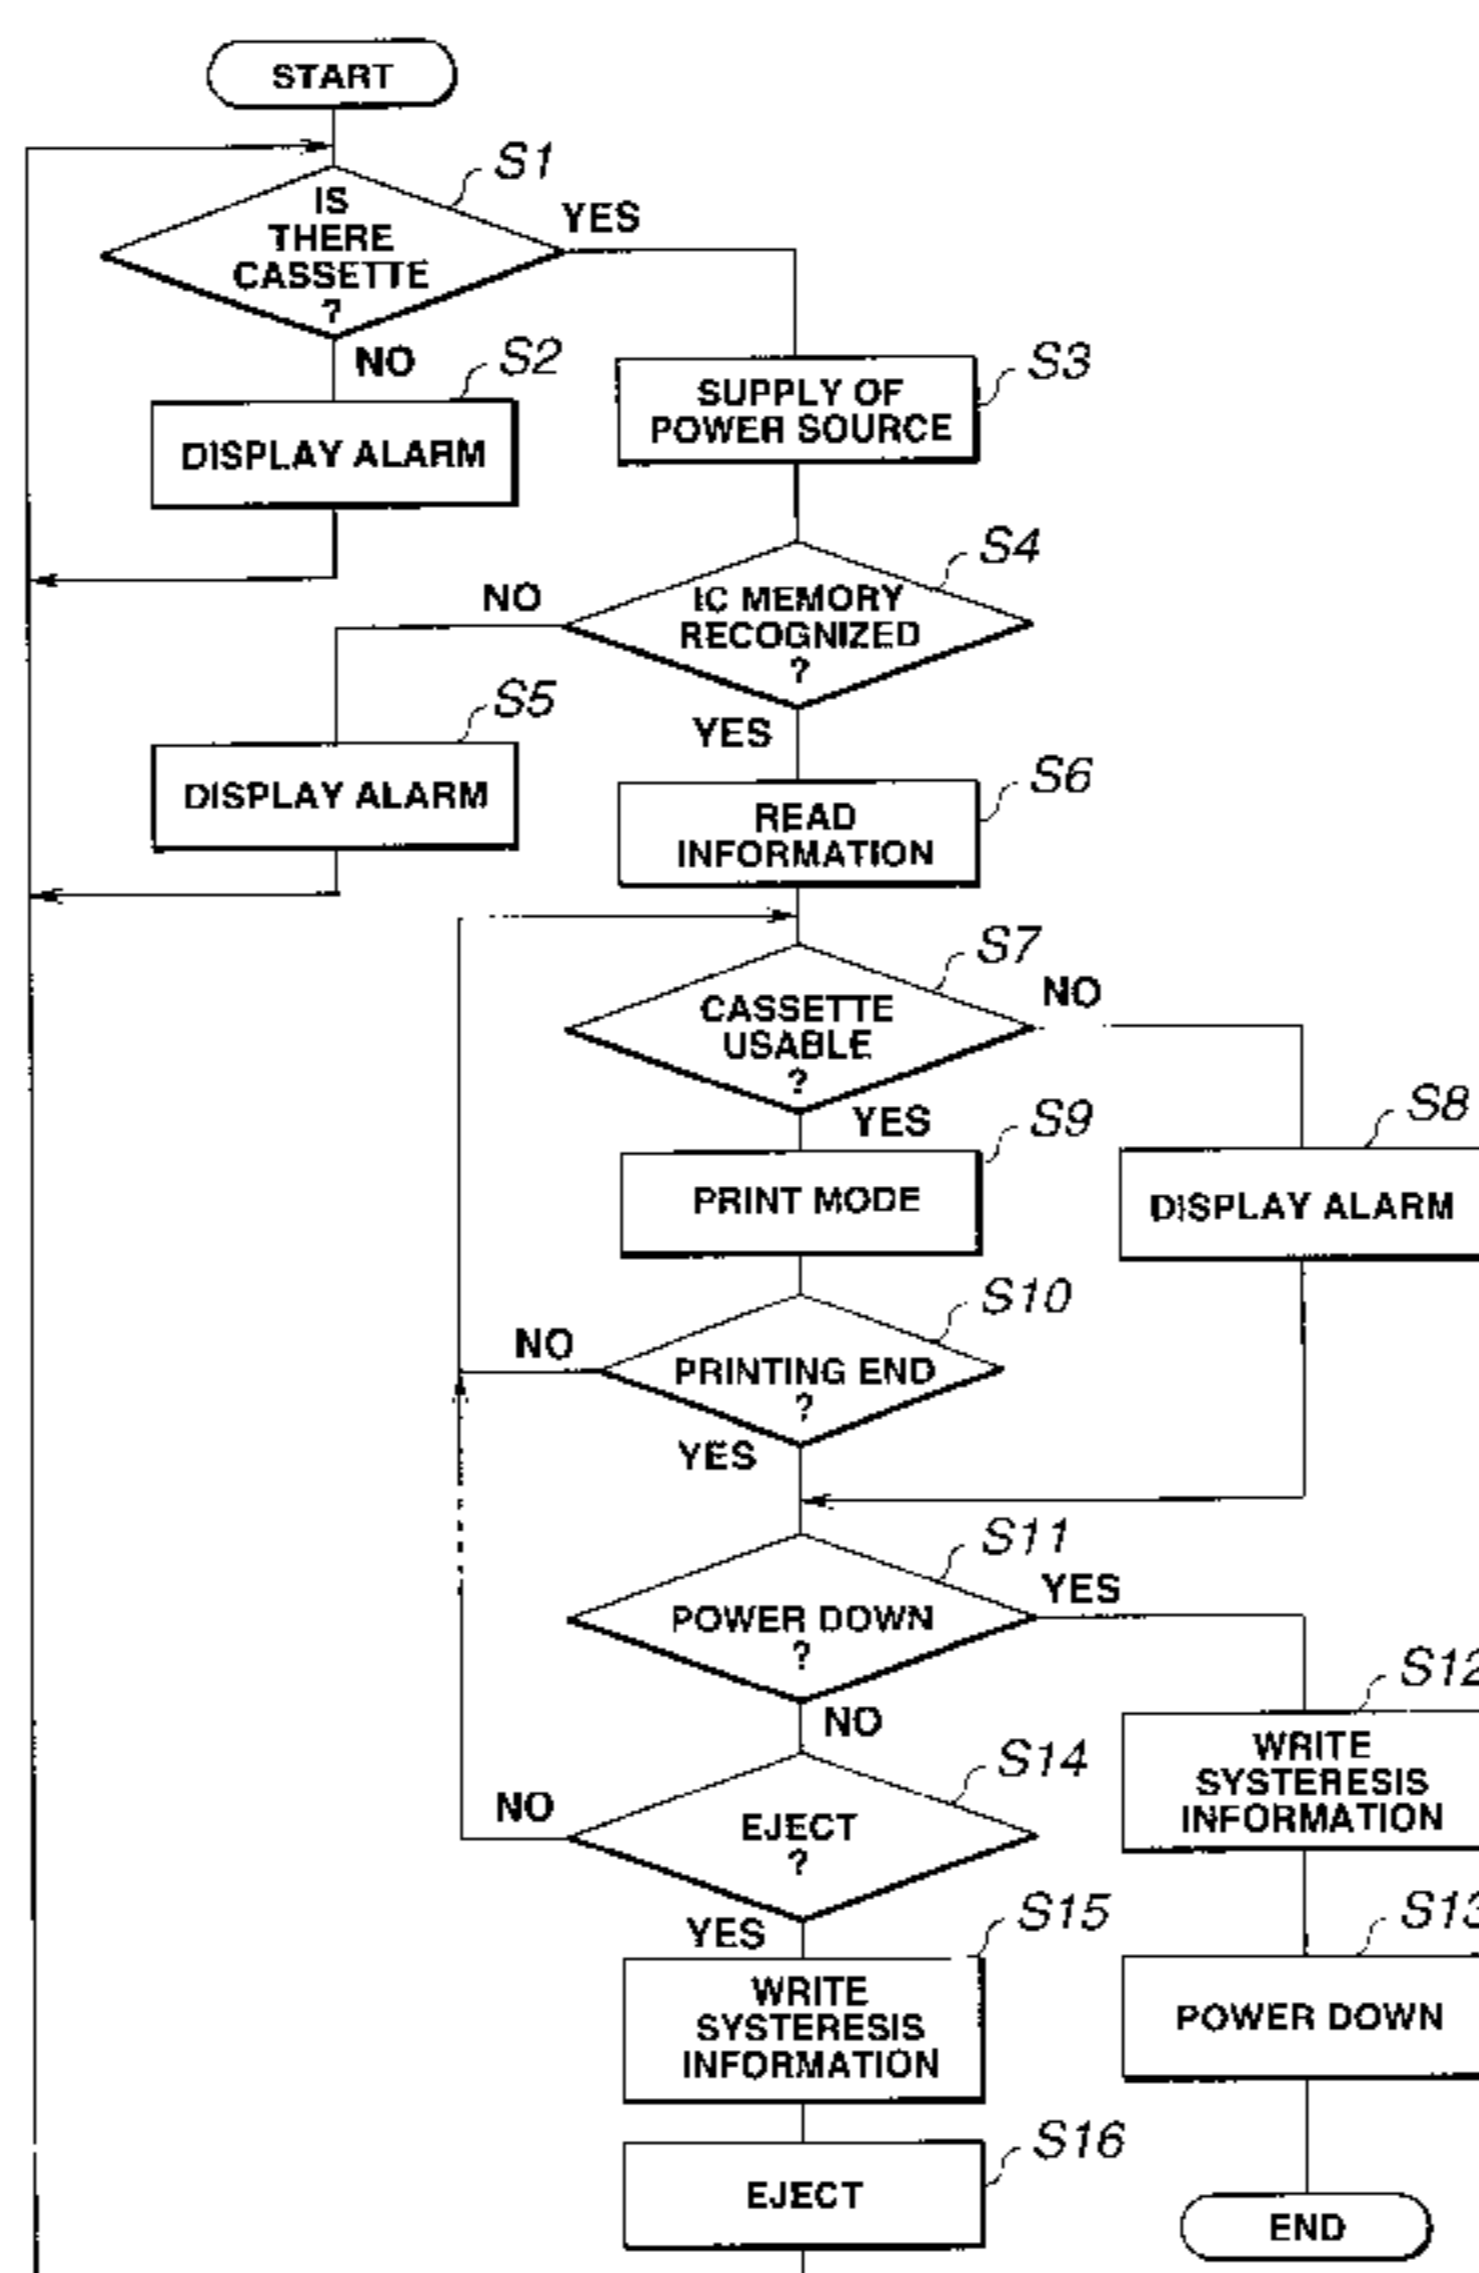 START
S1
IS
THERE
CASSETTE
?
YES
NO
S2
DISPLAY ALARM
S3
SUPPLY OF
POWER SOURCE
S4
IC MEMORY
RECOGNIZED
?
NO
YES
S5
DISPLAY ALARM
S6
READ
INFORMATION
S7
CASSETTE
USABLE
?
NO
YES
S8
DISPLAY ALARM
S9
PRINT MODE
S10
PRINTING END
?
NO
YES
S11
POWER DOWN
?
YES
NO
S12
WRITE
SYSTERESIS
INFORMATION
S13
POWER DOWN
END
S14
EJECT
?
NO
YES
S15
WRITE
SYSTERESIS
INFORMATION
S16
EJECT